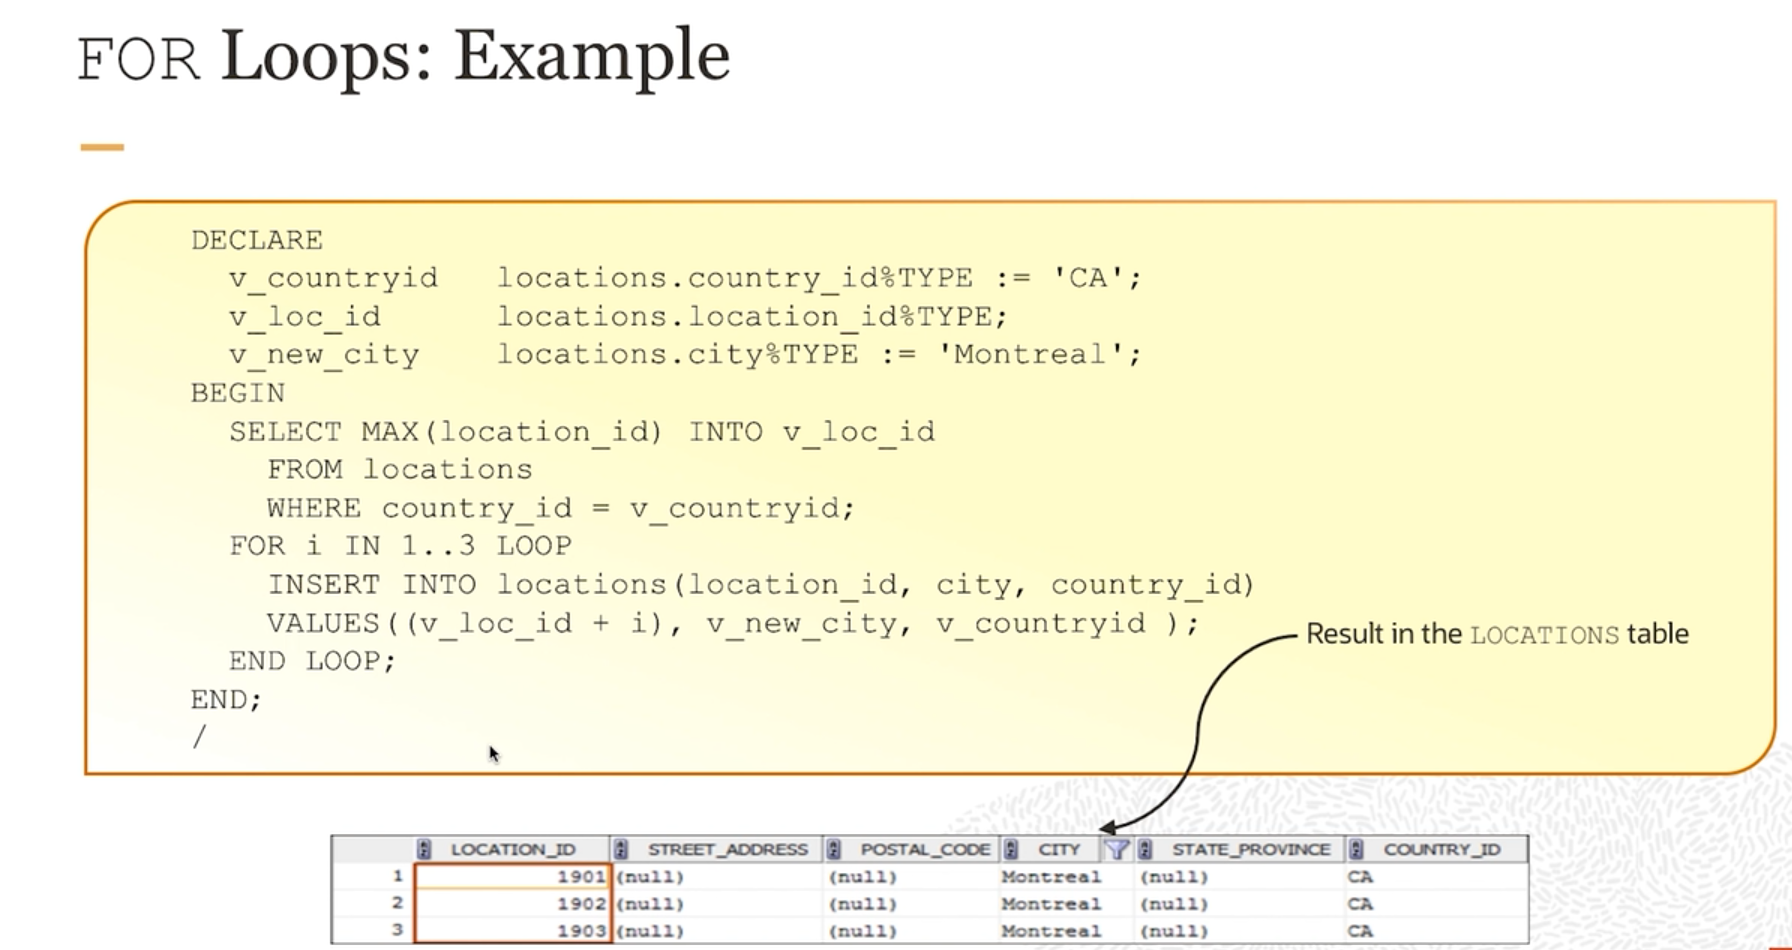 FOR Loops: Example
DECLARE
v_countryid locations.country_id%TYPE := 'CA';
v_loc_id locations.location_id%TYPE;
v_new_city locations.city%TYPE := 'Montreal';
BEGIN
SELECT MAX(location_id) INTO v_loc_id
FROM locations
WHERE country_id = v_countryid;
FOR i IN 1..3 LOOP
INSERT INTO locations(location_id, city, country_id)
VALUES((v_loc_id + i), v_new_city, v_countryid );
END LOOP;
END;
/
Result in the LOCATIONS table
LOCATION_ID STREET_ADDRESS POSTAL_CODE CITY STATE_PROVINCE COUNTRY_ID
1 1901 (null) (null) Montreal (null) CA
2 1902 (null) (null) Montreal (null) CA
3 1903 (null) (null) Montreal (null) CA